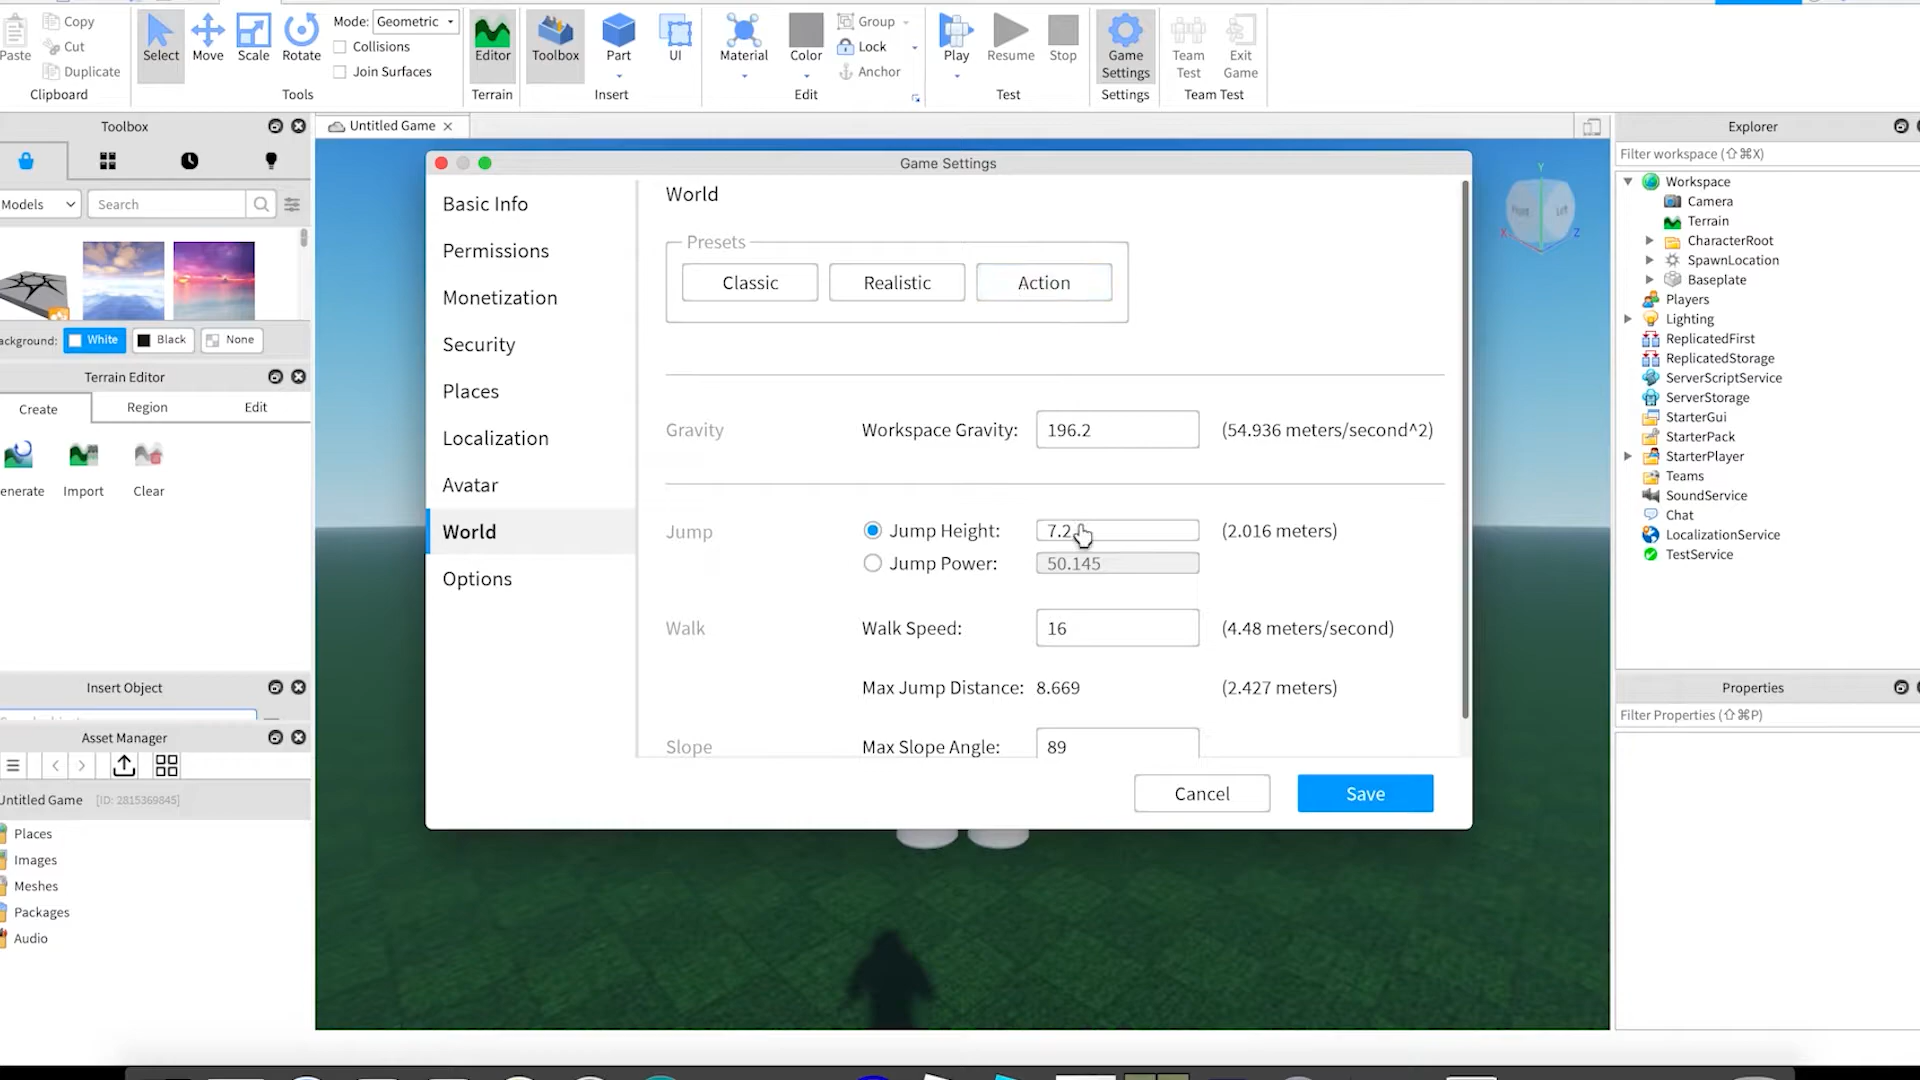 Paste
Copy
Cut
Duplicate
Clipboard
Select
Move
Scale
Rotate
Mode: Geometric
Collisions
Join Surfaces
Tools
Editor
Terrain
Toolbox
Part
UI
Insert
Material
Color
Group
Lock
Anchor
Edit
Play
Resume
Stop
Test
Game
Settings
Settings
Team
Test
Exit
Game
Team Test
Toolbox
Models
Search
ackground:
White
Black
None
Terrain Editor
Create
Region
Edit
enerate
Import
Clear
Insert Object
Asset Manager
Untitled Game [ID: 2815369845]
Places
Images
Meshes
Packages
Audio
Untitled Game
Game Settings
Basic Info
Permissions
Monetization
Security
Places
Localization
Avatar
World
Options
World
Presets
Classic
Realistic
Action
Gravity
Workspace Gravity: 196.2 (54.936 meters/second^2)
Jump
Jump Height: 7.2 (2.016 meters)
Jump Power: 50.145
Walk
Walk Speed: 16 (4.48 meters/second)
Max Jump Distance: 8.669 (2.427 meters)
Slope
Max Slope Angle: 89
Cancel
Save
Y
X
Z
Front
Left
Explorer
Filter workspace (⇧⌘X)
Workspace
Camera
Terrain
CharacterRoot
SpawnLocation
Baseplate
Players
Lighting
ReplicatedFirst
ReplicatedStorage
ServerScriptService
ServerStorage
StarterGui
StarterPack
StarterPlayer
Teams
SoundService
Chat
LocalizationService
TestService
Properties
Filter Properties (⇧⌘P)